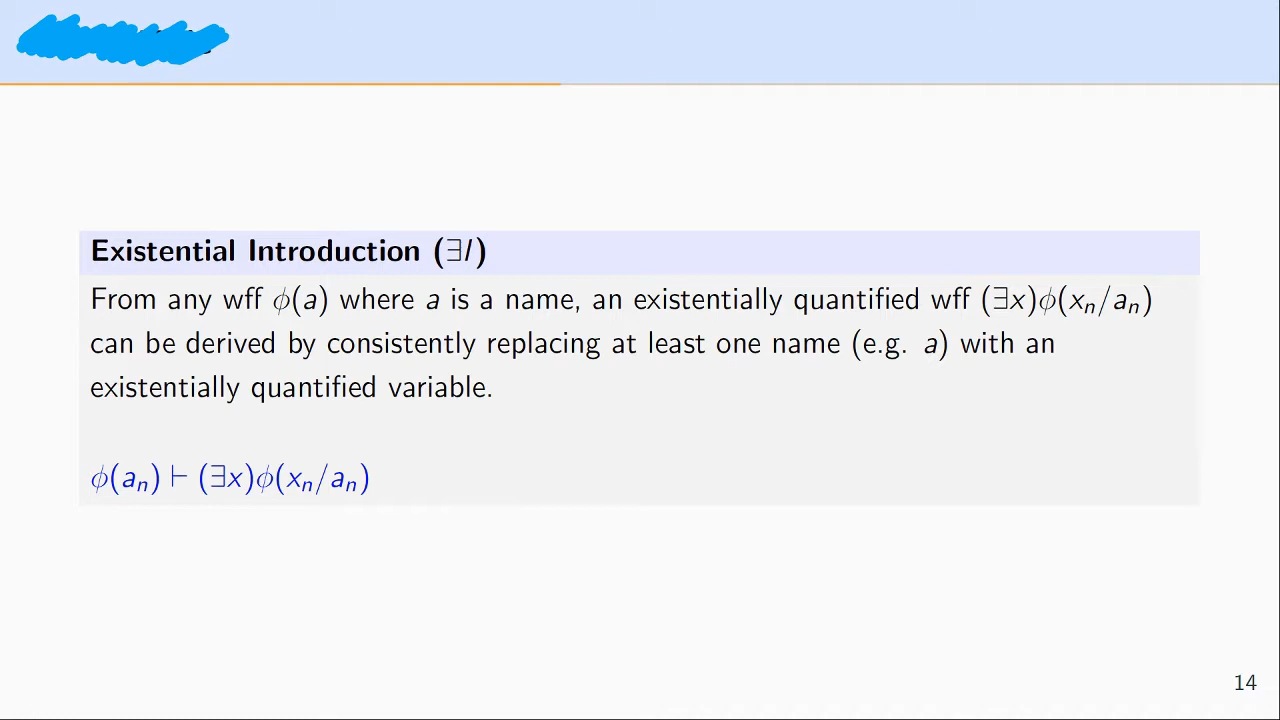 Existential Introduction (∃I)
From any wff ϕ(a) where a is a name, an existentially quantified wff (∃x)ϕ(xₙ/aₙ)
can be derived by consistently replacing at least one name (e.g. a) with an
existentially quantified variable.
ϕ(aₙ) ⊢ (∃x)ϕ(xₙ/aₙ)
14